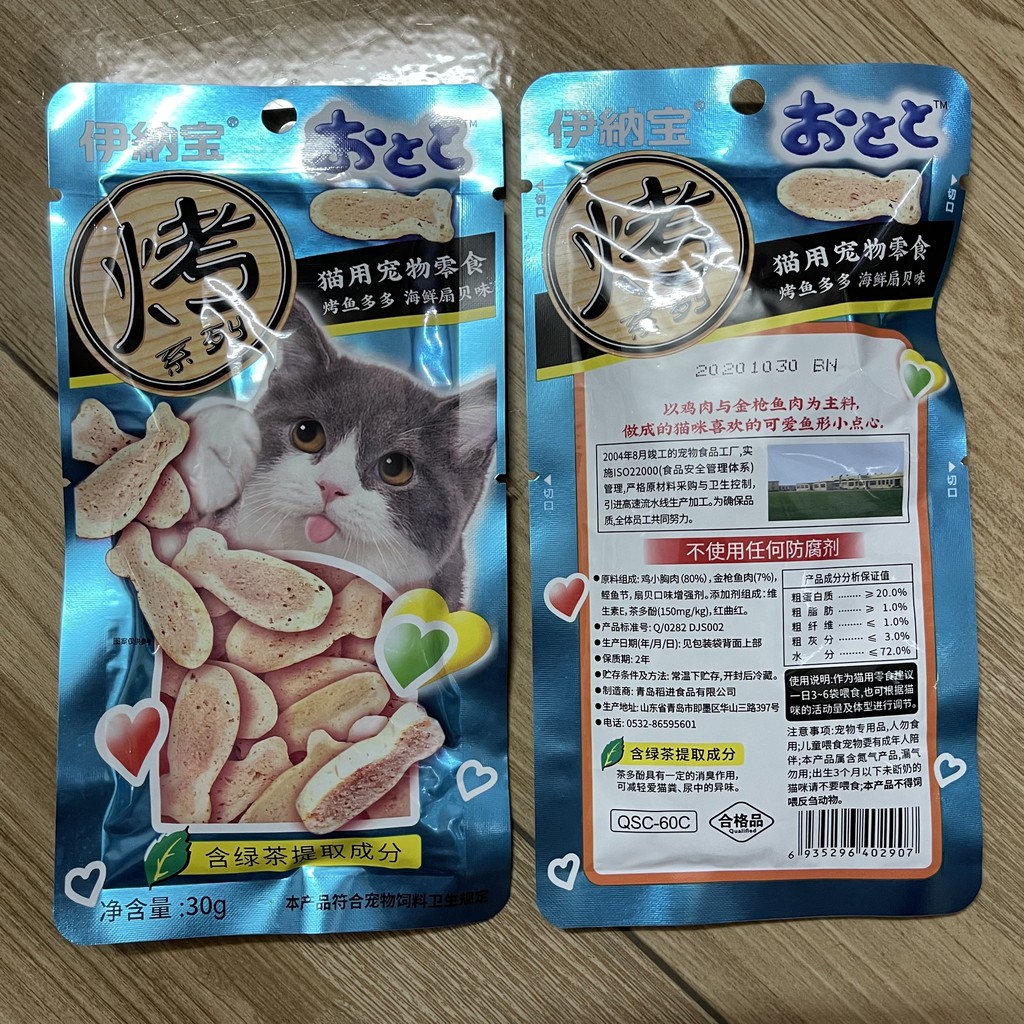 伊納宝®
おとと™
烤
系列
猫用宠物零食
烤鱼多多 海鲜扇贝味
含绿茶提取成分
净含量:30g
本产品符合宠物饲料卫生规定
伊納宝®
おとと™
切口
切口
烤
系列
猫用宠物零食
烤鱼多多 海鲜扇贝味
20201030 BN
以鸡肉与金枪鱼肉为主料,
做成的猫咪喜欢的可爱鱼形小点心.
2004年8月竣工的宠物食品工厂,实
施ISO22000(食品安全管理体系)
管理,严格原材料采购与卫生控制,
引进高速流水线生产加工。为确保品
质,全体员工共同努力。
切口
切口
不使用任何防腐剂
●原料组成: 鸡小胸肉(80%), 金枪鱼肉(7%),
鲣鱼节, 扇贝口味增强剂。添加剂组成: 维
生素E, 茶多酚(150mg/kg), 红曲红。
●产品标准号: Q/0282 DJS002
●生产日期(年/月/日): 见包装袋背面上部
●保质期: 2年
●贮存条件及方法: 常温下贮存, 开封后冷藏。
●制造商: 青岛稻进食品有限公司
●生产地址: 山东省青岛市即墨区华山三路397号
●电话: 0532-86595601
产品成分分析保证值
粗蛋白质 ········ ≥ 20.0%
粗脂肪 ········ ≥ 1.0%
粗纤维 ········ ≤ 1.0%
粗灰分 ········ ≤ 3.0%
水分 ········ ≤ 72.0%
使用说明:作为猫用零食建议
一日3~6袋喂食,也可根据猫
咪的活动量及体型进行调节。
注意事项:宠物专用品,人勿食
用;儿童喂食宠物要有成年人陪
伴;本产品属含氮气产品,漏气
勿用;出生3个月以下未断奶的
猫咪请不要喂食;本产品不得饲
喂反刍动物。
含绿茶提取成分
茶多酚具有一定的消臭作用,
可减轻爱猫粪、尿中的异味。
QSC-60C
合格品
Qualified
6 935296 402907